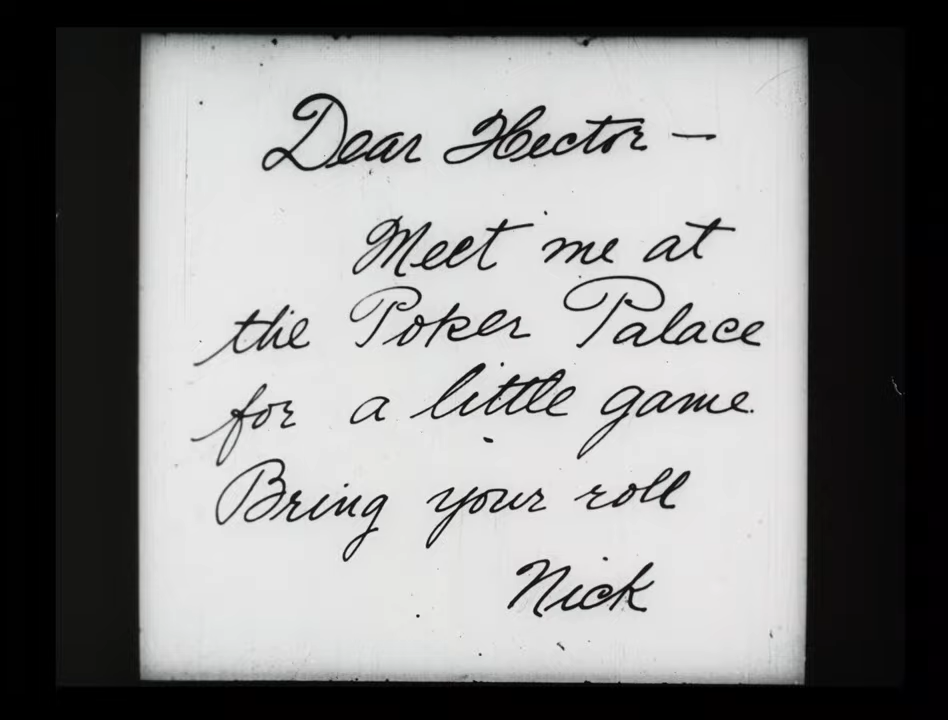 Dear Hector —
Meet me at
the Poker Palace
for a little game.
Bring your roll
Nick